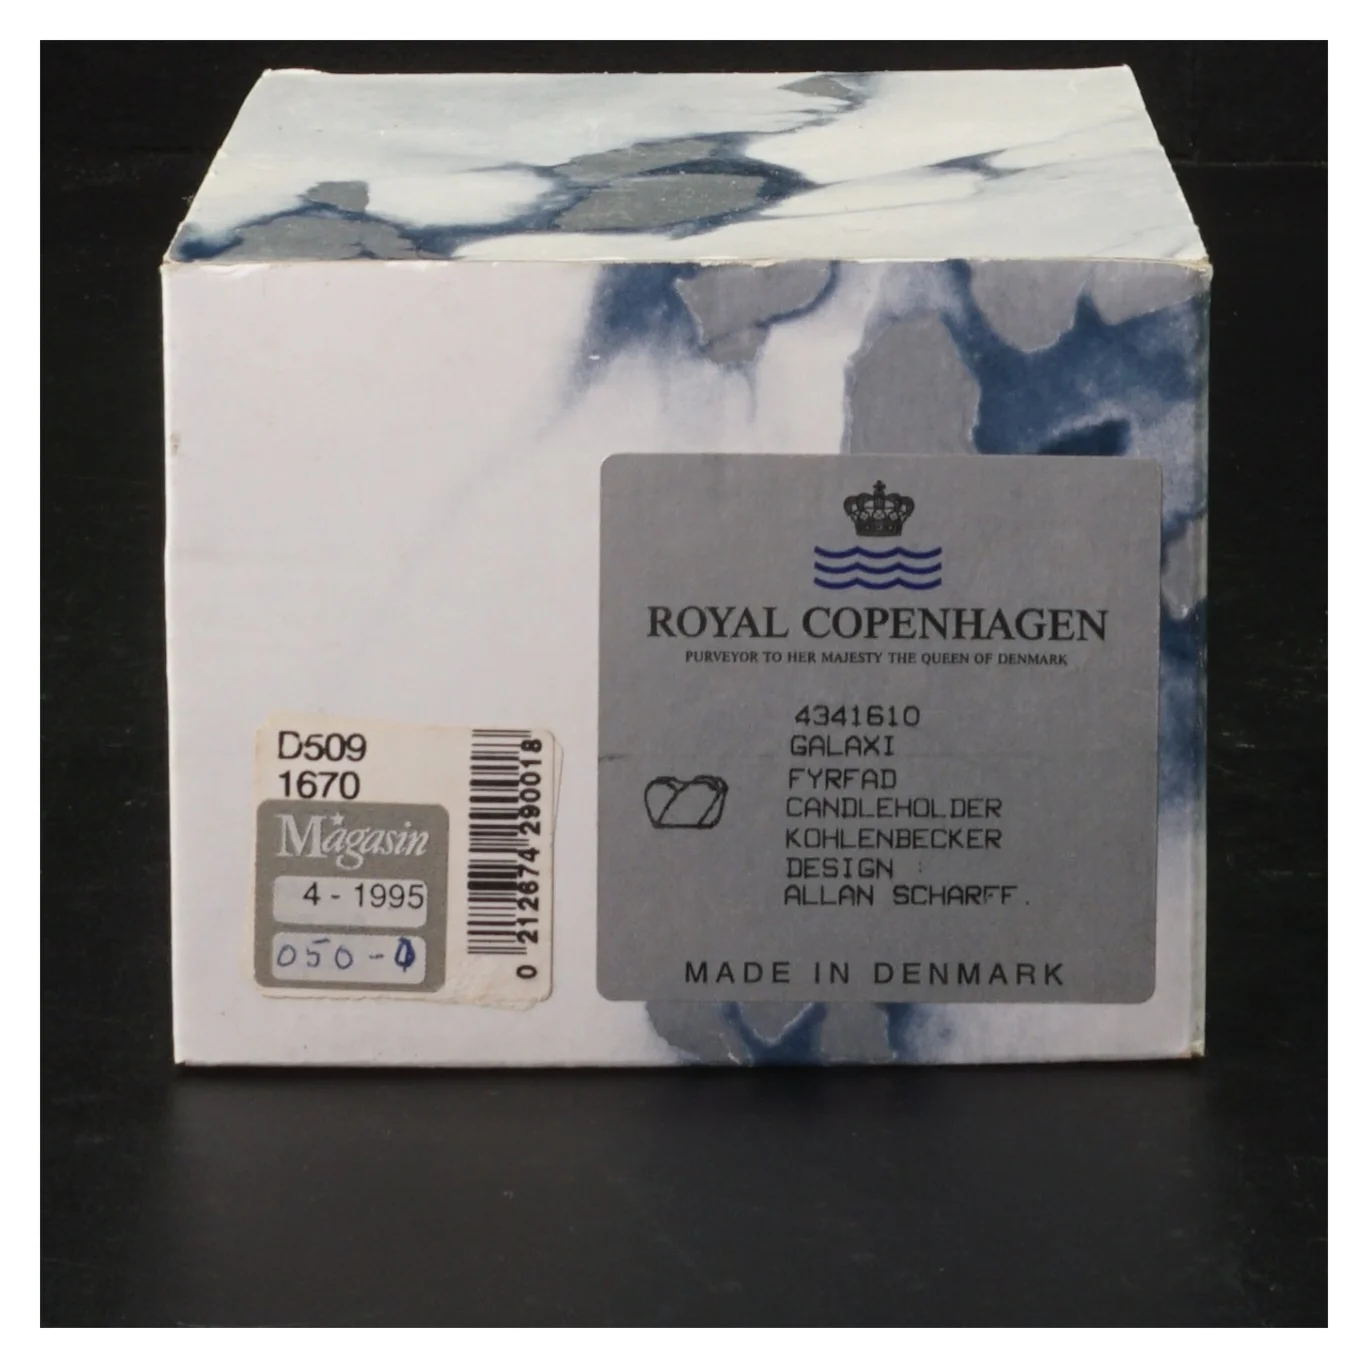 ROYAL COPENHAGEN
PURVEYOR TO HER MAJESTY THE QUEEN OF DENMARK
4341610
GALAXI
FYRFAD
CANDLEHOLDER
KOHLENBECKER
DESIGN :
ALLAN SCHARFF.
MADE IN DENMARK
D509
1670
Magasin
4 - 1995
050-0
0 212674 290018